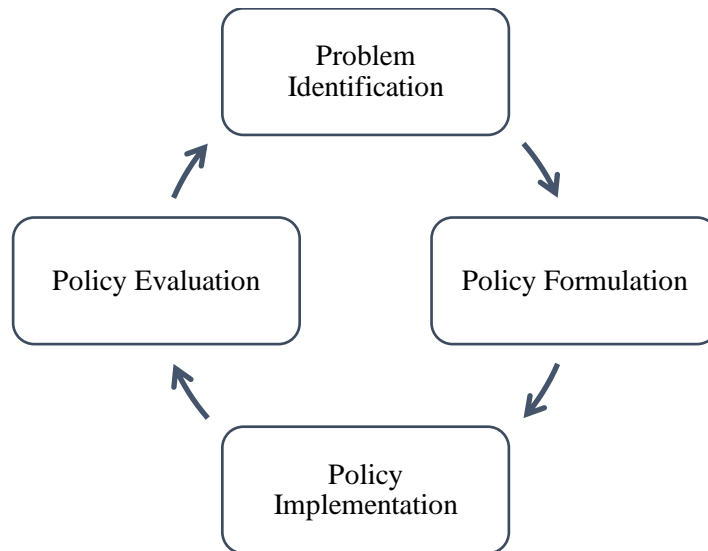 Problem
Identification
Policy Evaluation
Policy Formulation
Policy
Implementation